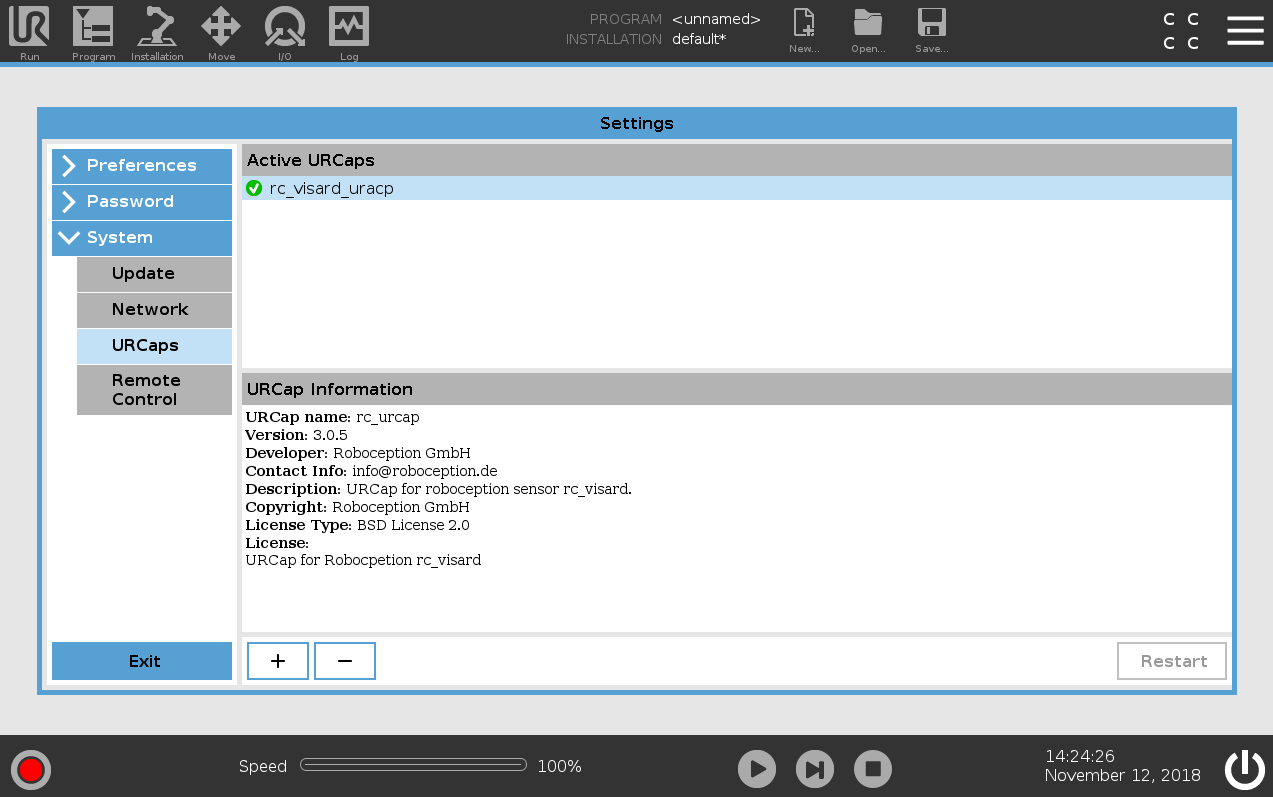 PROGRAM <unnamed>
INSTALLATION default*
C C
C C
Run Program Installation Move I/O Log New... Open... Save...
Settings
Preferences
Password
System
Update
Network
URCaps
Remote
Control
Exit
Active URCaps
rc_visard_uracp
URCap Information
URCap name: rc_urcap
Version: 3.0.5
Developer: Roboception GmbH
Contact Info: info@roboception.de
Description: URCap for roboception sensor rc_visard.
Copyright: Roboception GmbH
License Type: BSD License 2.0
License:
URCap for Robocpetion rc_visard
+ −
Restart
Speed 100%
14:24:26
November 12, 2018